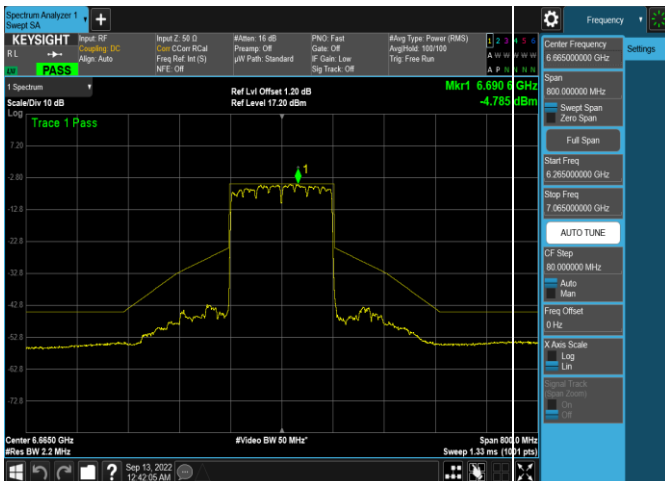 Spectrum Analyzer 1
Swept SA
+
Frequency
KEYSIGHT
R L
LV
PASS
Input: RF
Coupling: DC
Align: Auto
Input Z: 50 Ω
Corr CCorr RCal
Freq Ref: Int (S)
NFE: Off
#Atten: 16 dB
Preamp: Off
µW Path: Standard
PNO: Fast
Gate: Off
IF Gain: Low
Sig Track: Off
#Avg Type: Power (RMS)
Avg|Hold: 100/100
Trig: Free Run
1 2 3 4 5 6
A W W W W W
A P N N N N
1 Spectrum
Scale/Div 10 dB
Log
Ref Lvl Offset 1.20 dB
Ref Level 17.20 dBm
Mkr1 6.690 6 GHz
-4.785 dBm
Trace 1 Pass
1
7.20
-2.80
-12.8
-22.8
-32.8
-42.8
-52.8
-62.8
-72.8
Center 6.6650 GHz
#Res BW 2.2 MHz
#Video BW 50 MHz*
Span 800.0 MHz
Sweep 1.33 ms (1001 pts)
?
Sep 13, 2022
12:42:05 AM
Center Frequency
6.665000000 GHz
Span
800.000000 MHz
Swept Span
Zero Span
Full Span
Start Freq
6.265000000 GHz
Stop Freq
7.065000000 GHz
AUTO TUNE
CF Step
80.000000 MHz
Auto
Man
Freq Offset
0 Hz
X Axis Scale
Log
Lin
Signal Track
(Span Zoom)
On
Off
Settings